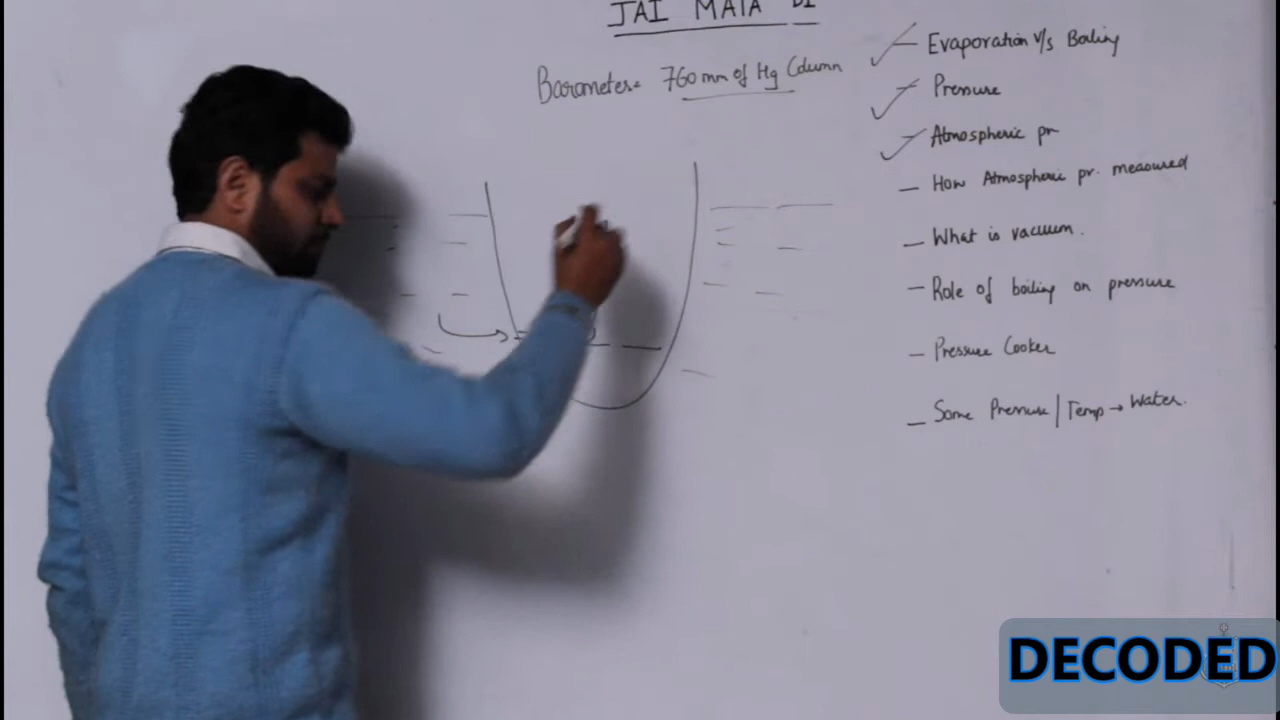 JAI MATA DI
Barometer = 760 mm of Hg Column
— Evaporation v/s Boiling
— Pressure
— Atmospheric pr
— How Atmospheric pr. measured
— What is vacuum.
— Role of boiling on pressure
— Pressure Cooker
— Some Pressure | Temp → Water.
DECODED